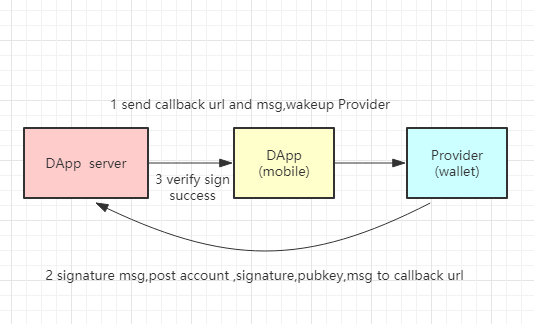 1 send callback url and msg,wakeup Provider
DApp server
DApp
(mobile)
Provider
(wallet)
3 verify sign
success
2 signature msg,post account ,signature,pubkey,msg to callback url